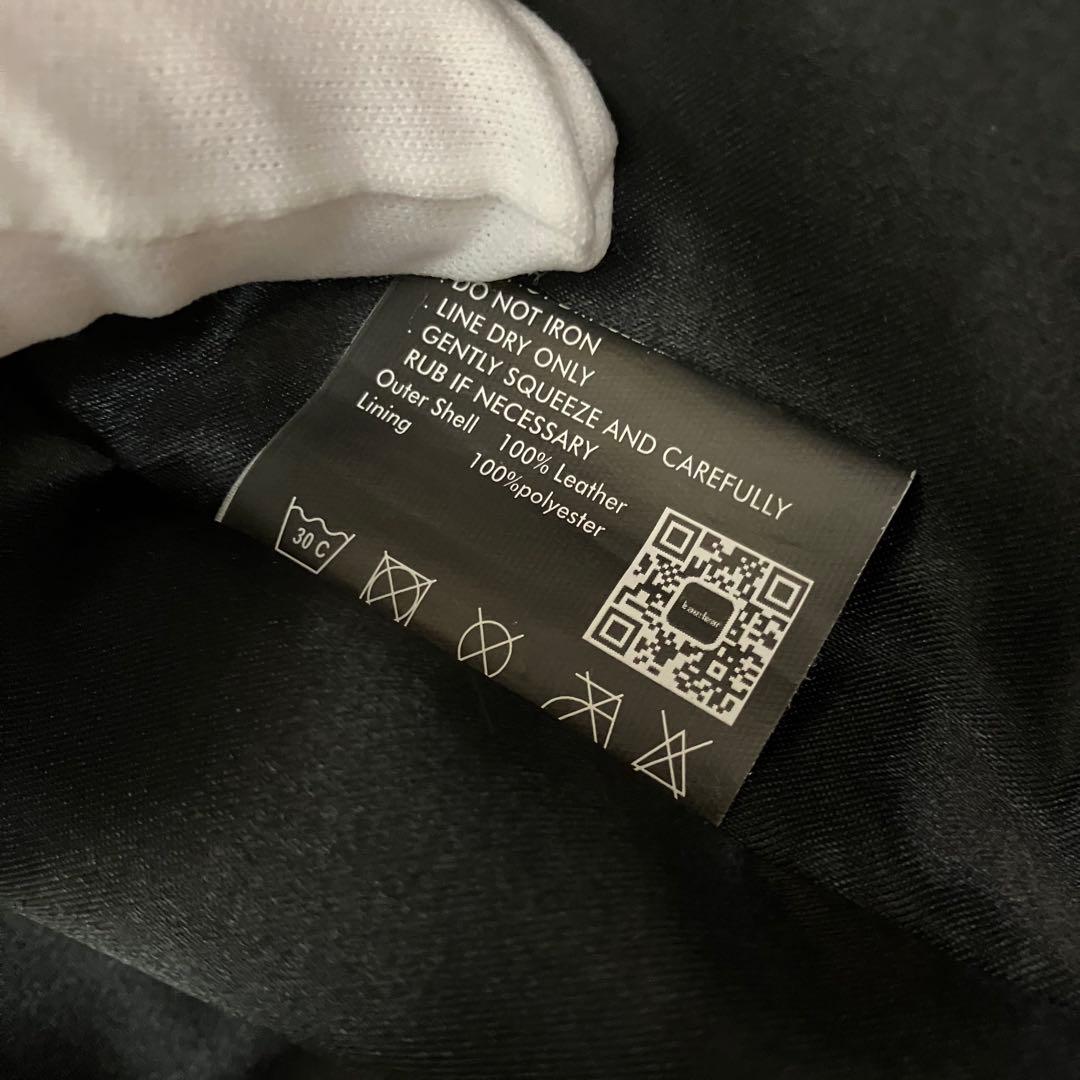 DO NOT IRON
. LINE DRY ONLY
. GENTLY SQUEEZE AND CAREFULLY
RUB IF NECESSARY
Outer Shell 100% Leather
Lining 100%polyester
30 C